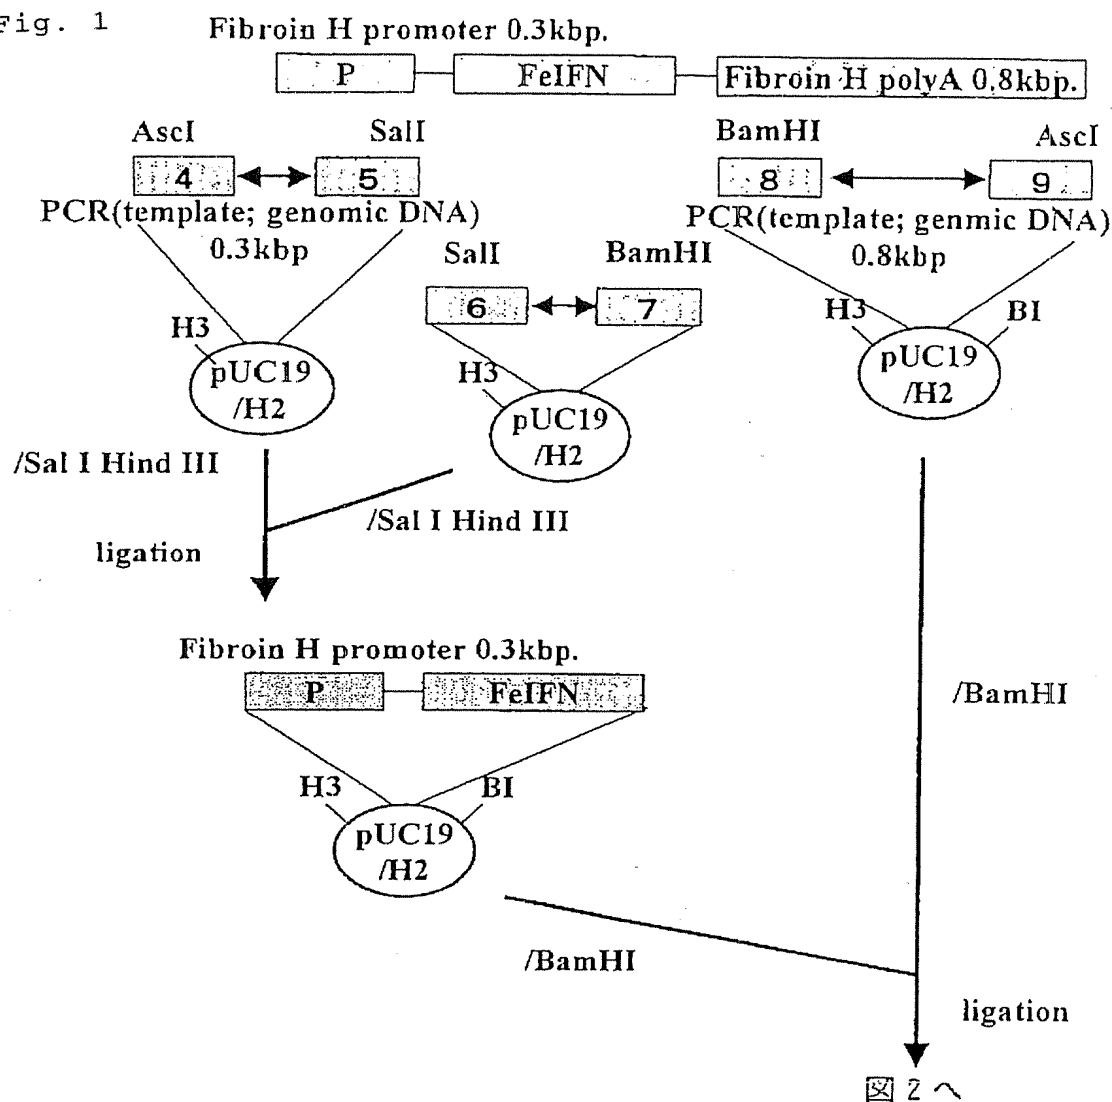 Fig. 1
Fibroin H promoter 0.3kbp.
P
FeIFN
Fibroin H polyA 0.8kbp.
AscI
SalI
BamHI
AscI
4
5
8
9
PCR(template; genomic DNA)
0.3kbp
PCR(template; genmic DNA)
0.8kbp
SalI
BamHI
6
7
H3
pUC19
/H2
H3
pUC19
/H2
H3
BI
pUC19
/H2
/Sal I Hind III
/Sal I Hind III
ligation
Fibroin H promoter 0.3kbp.
P
FeIFN
/BamHI
H3
BI
pUC19
/H2
/BamHI
ligation
図 2 へ